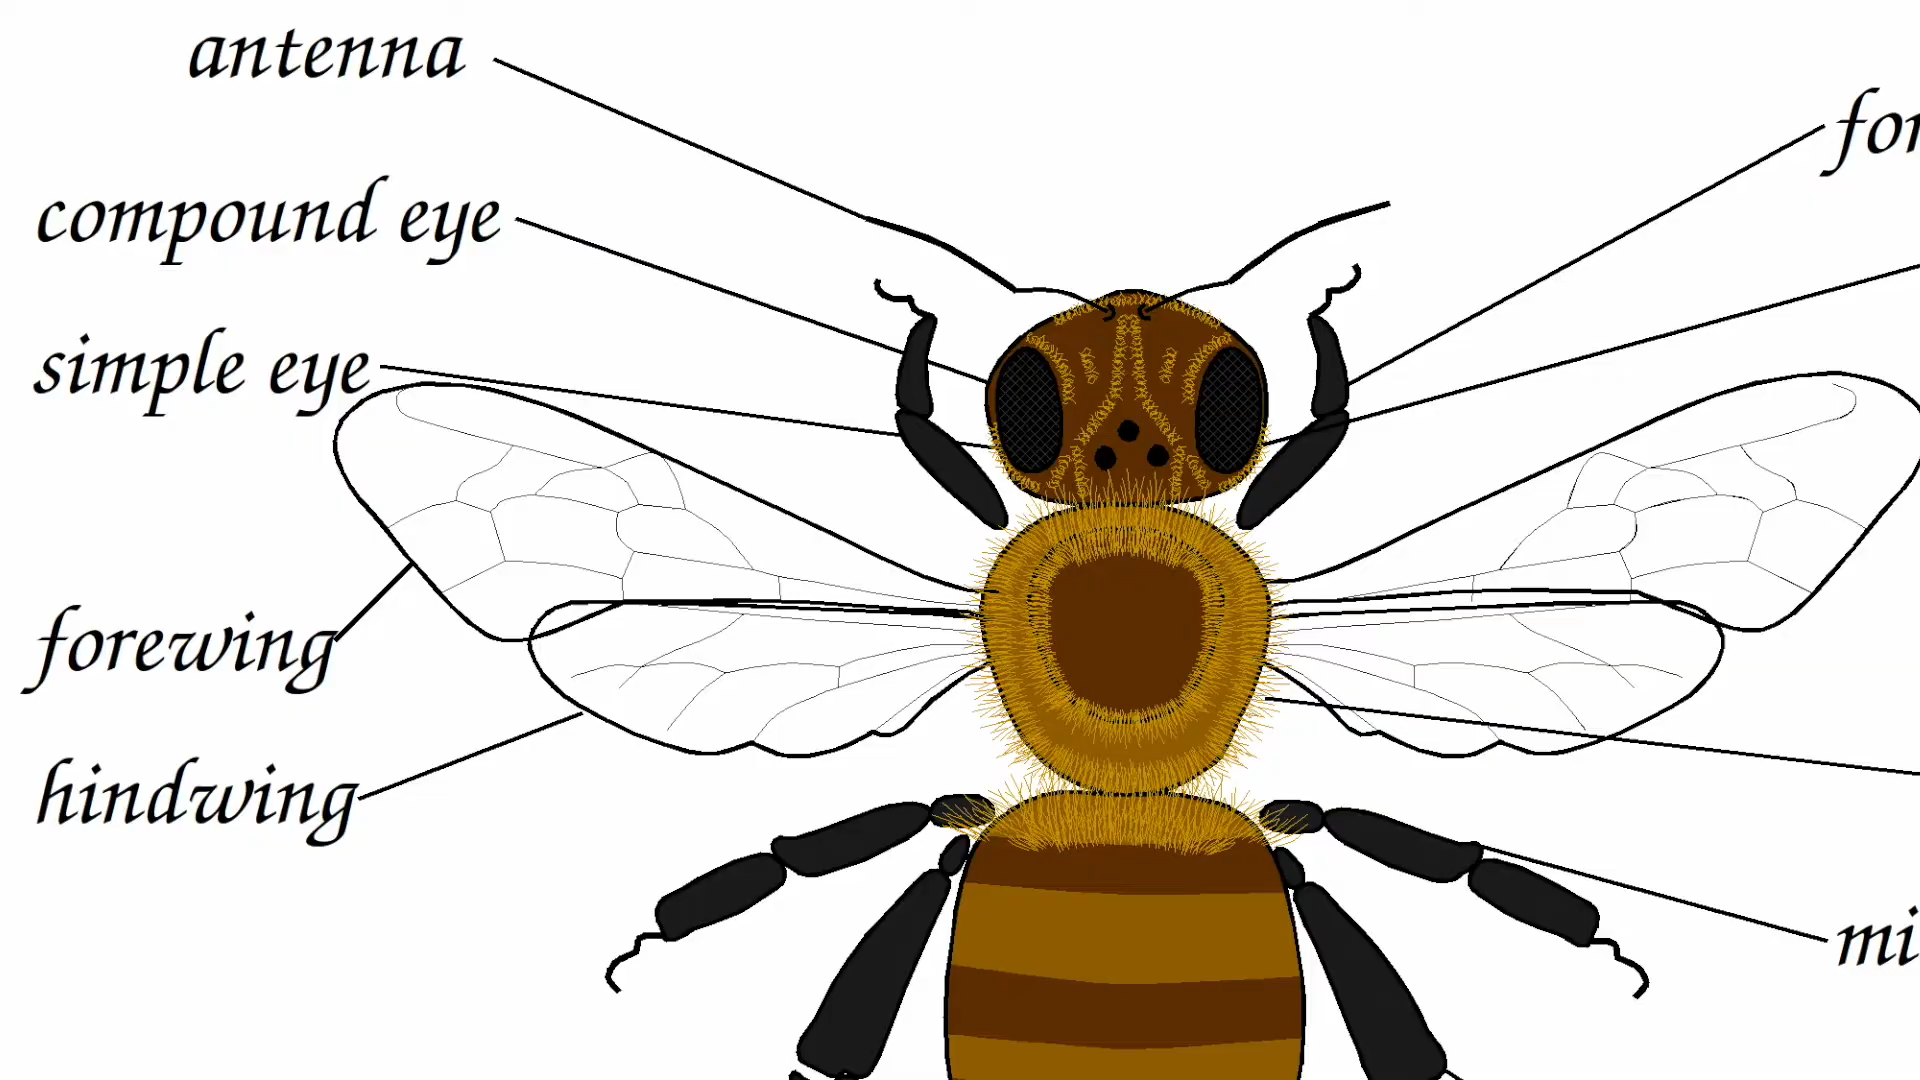 antenna
compound eye
simple eye
forewing
hindwing